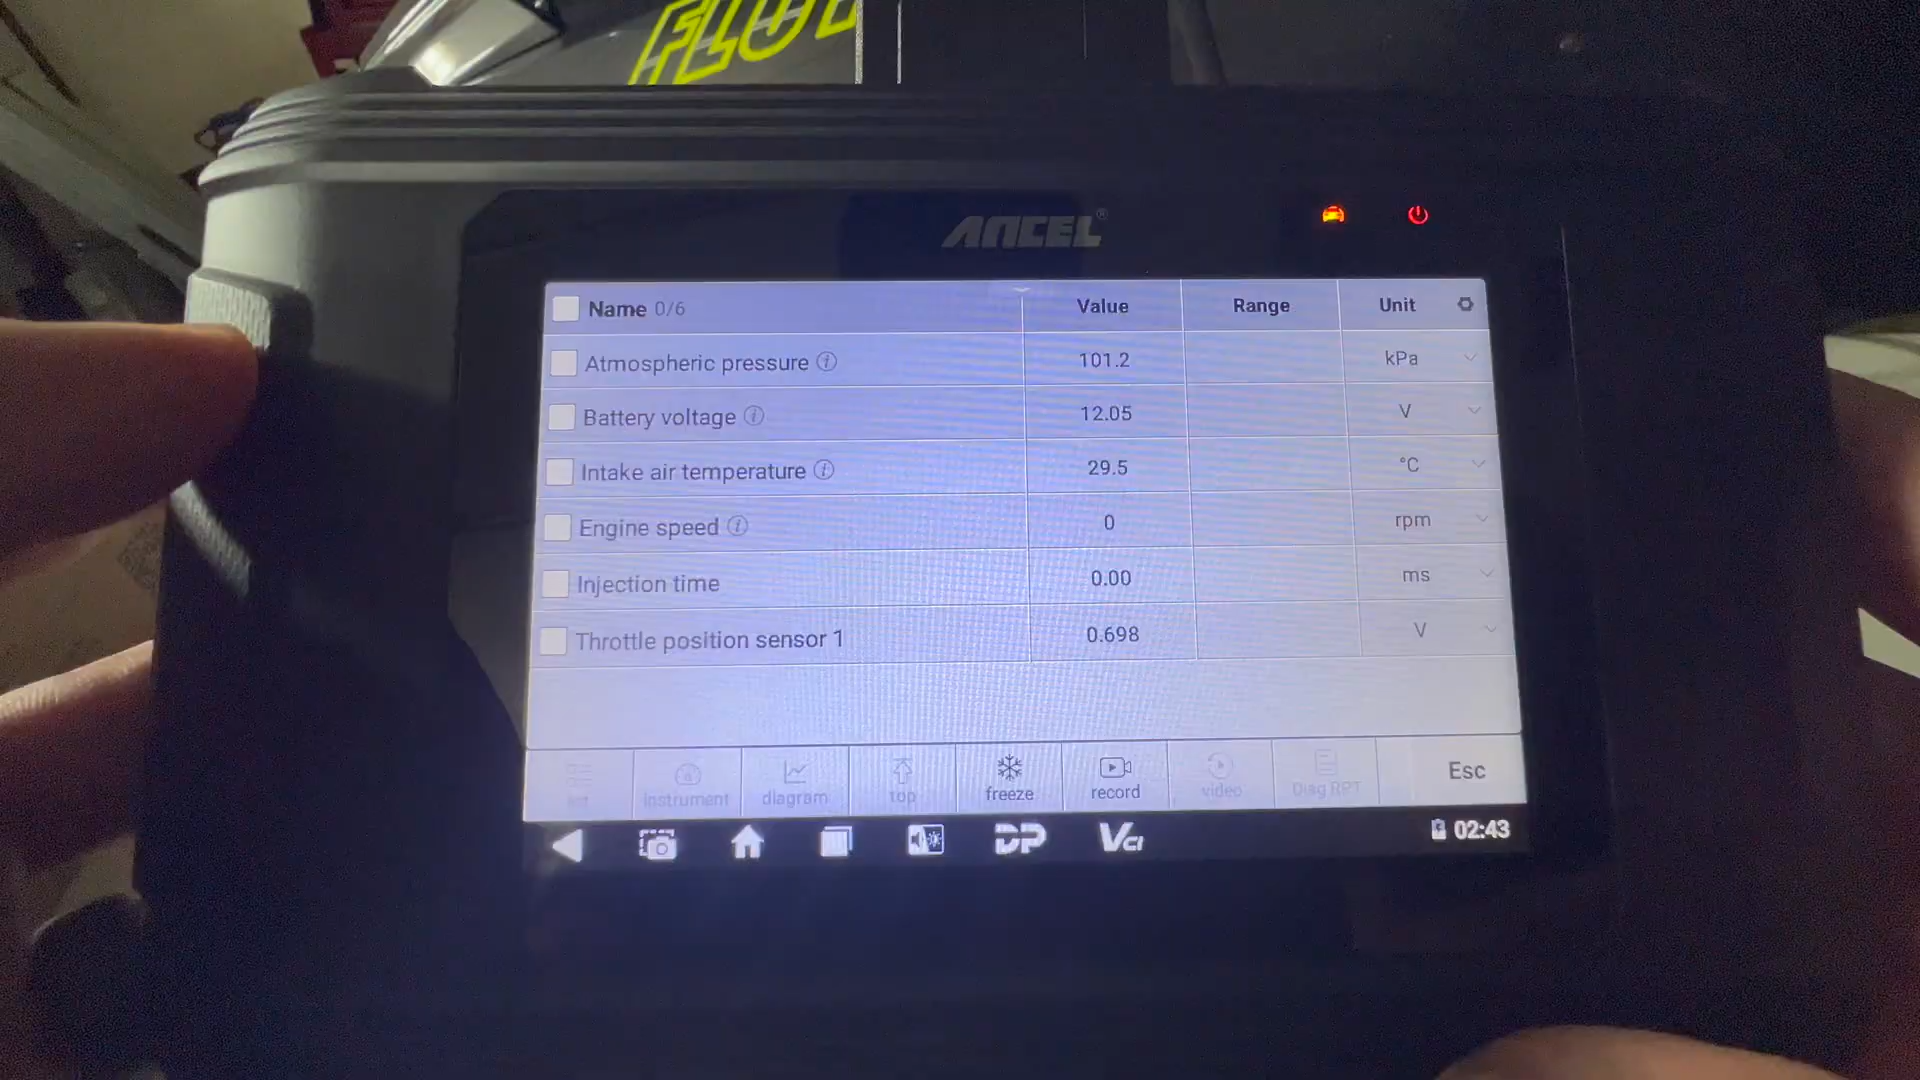 ANCEL®
Name 0/6 Value Range Unit
Atmospheric pressure 101.2 kPa
Battery voltage 12.05 V
Intake air temperature 29.5 °C
Engine speed 0 rpm
Injection time 0.00 ms
Throttle position sensor 1 0.698 V
instrument diagram top freeze record video Diag RPT Esc
DP VCI 02:43